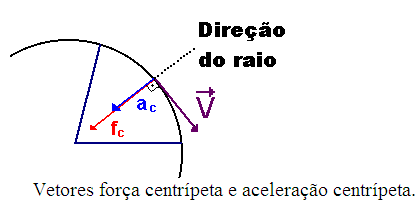 Direção
do raio
a c
f c
V
Vetores força centrípeta e aceleração centrípeta.